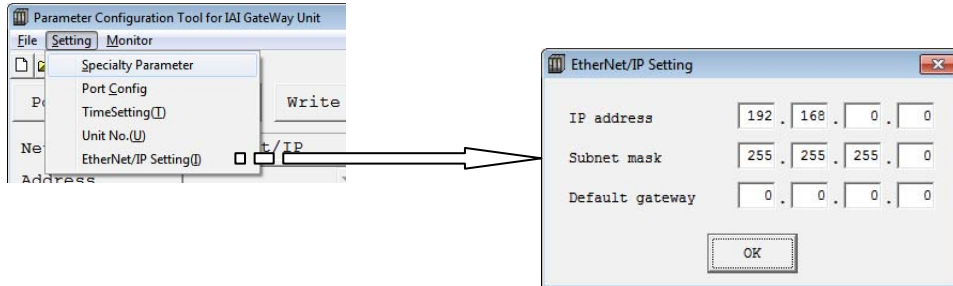 Parameter Configuration Tool for IAI GateWay Unit
File Setting Monitor
Specialty Parameter
Port Config
TimeSetting(T)
Unit No.(U)
EtherNet/IP Setting(I)
Write
t/IP
Address
EtherNet/IP Setting
IP address 192 . 168 . 0 . 0
Subnet mask 255 . 255 . 255 . 0
Default gateway 0 . 0 . 0 . 0
OK